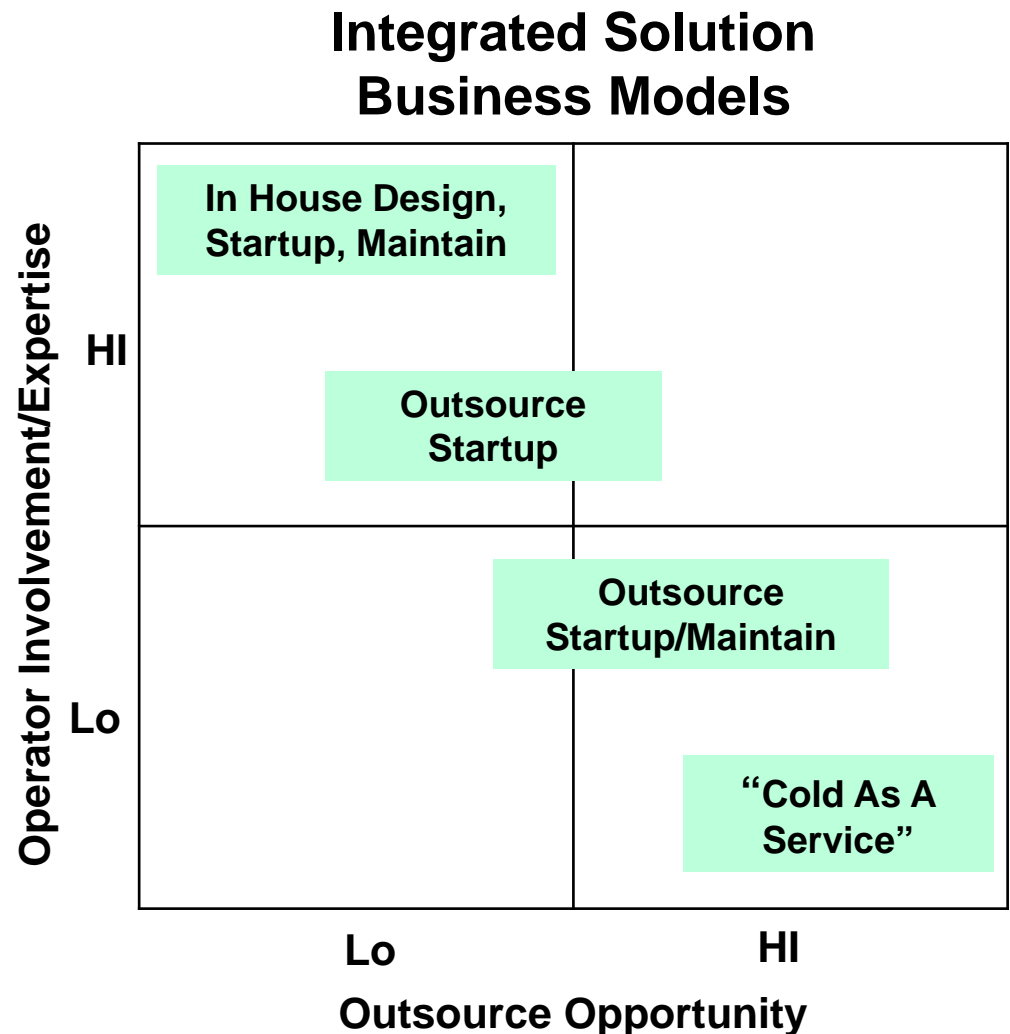 Integrated Solution
Business Models
Operator Involvement/Expertise
HI
Lo
In House Design,
Startup, Maintain
Outsource
Startup
Outsource
Startup/Maintain
“Cold As A
Service”
Lo
HI
Outsource Opportunity